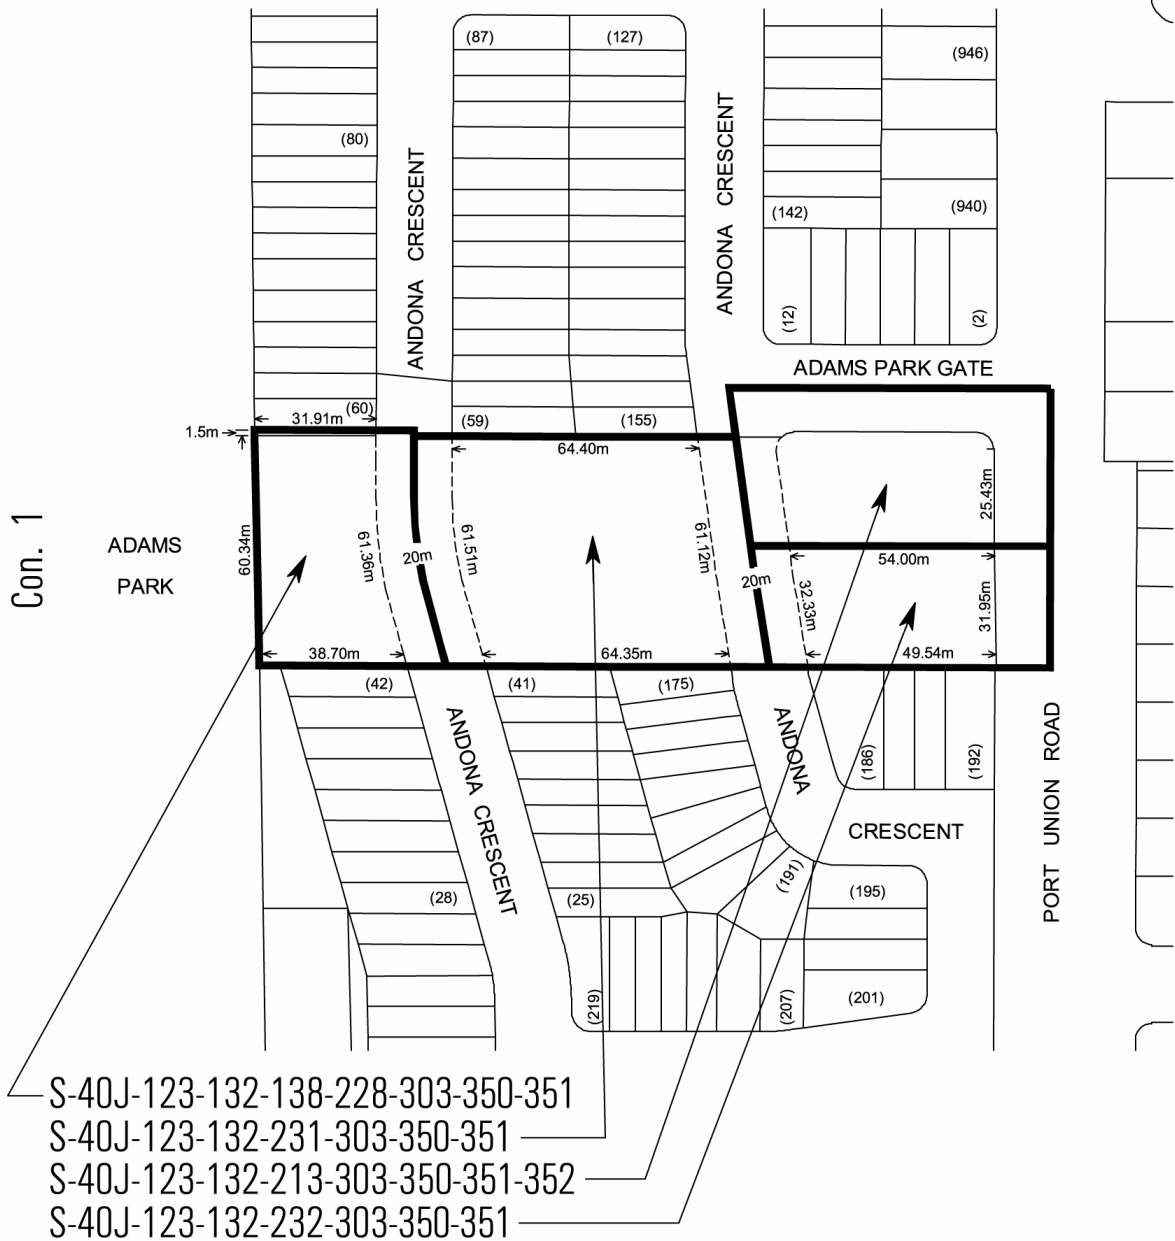 (87) (127) (946)
(80)
ANDONA CRESCENT
ANDONA CRESCENT
(142) (940)
(12) (2)
ADAMS PARK GATE
(60)
31.91m
1.5m
(59) (155)
64.40m
Con. 1
ADAMS
PARK
60.34m
61.36m
20m
61.51m
61.12m
20m
25.43m
54.00m
32.33m
31.95m
38.70m 64.35m 49.54m
(42) (41) (175)
ANDONA CRESCENT
ANDONA
CRESCENT
(186) (192)
PORT UNION ROAD
(28) (25) (191) (195)
(219) (207) (201)
S-40J-123-132-138-228-303-350-351
S-40J-123-132-231-303-350-351
S-40J-123-132-213-303-350-351-352
S-40J-123-132-232-303-350-351